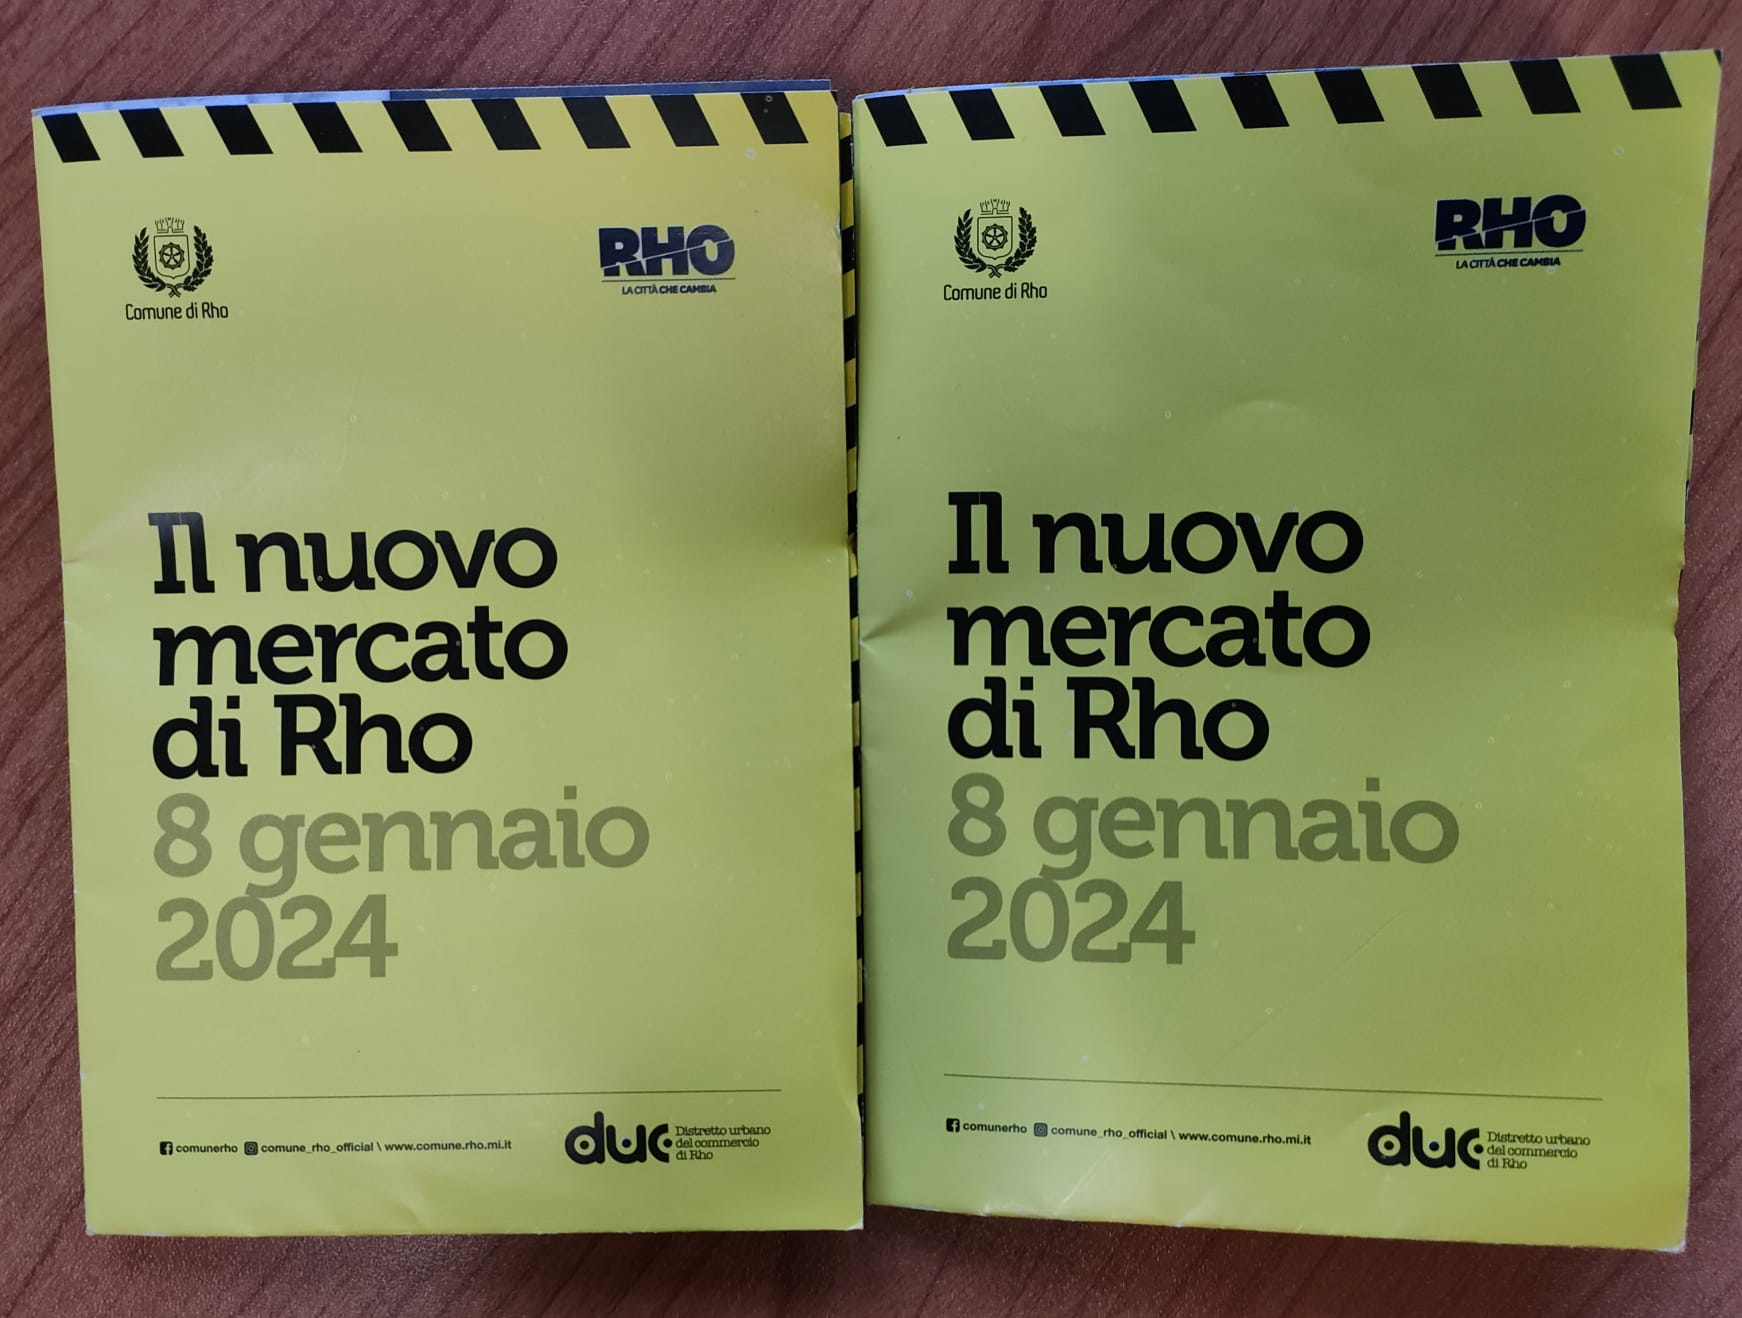 Comune di Rho
RHO
LA CITTÀ CHE CAMBIA
Il nuovo
mercato
di Rho
8 gennaio
2024
comunerho comune_rho_official \ www.comune.rho.mi.it
duc
Distretto urbano
del commercio
di Rho
Comune di Rho
RHO
LA CITTÀ CHE CAMBIA
Il nuovo
mercato
di Rho
8 gennaio
2024
comunerho comune_rho_official \ www.comune.rho.mi.it
duc
Distretto urbano
del commercio
di Rho